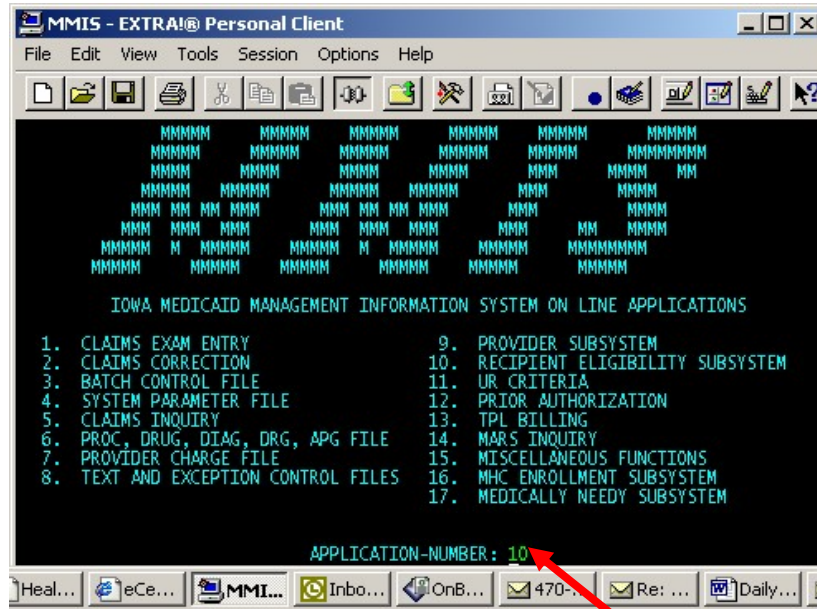 MMIS - EXTRA!® Personal Client
File Edit View Tools Session Options Help
MMIS
IOWA MEDICAID MANAGEMENT INFORMATION SYSTEM ON LINE APPLICATIONS
1. CLAIMS EXAM ENTRY 9. PROVIDER SUBSYSTEM
2. CLAIMS CORRECTION 10. RECIPIENT ELIGIBILITY SUBSYSTEM
3. BATCH CONTROL FILE 11. UR CRITERIA
4. SYSTEM PARAMETER FILE 12. PRIOR AUTHORIZATION
5. CLAIMS INQUIRY 13. TPL BILLING
6. PROC, DRUG, DIAG, DRG, APG FILE 14. MARS INQUIRY
7. PROVIDER CHARGE FILE 15. MISCELLANEOUS FUNCTIONS
8. TEXT AND EXCEPTION CONTROL FILES 16. MHC ENROLLMENT SUBSYSTEM
17. MEDICALLY NEEDY SUBSYSTEM
APPLICATION-NUMBER: 10
Heal... eCe... MMI... Inbo... OnB... 470-... Re: ... Daily...